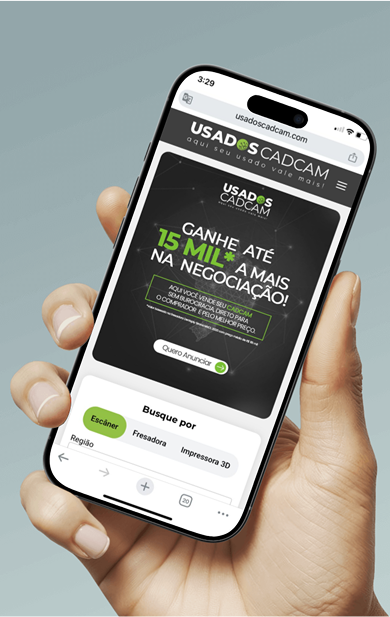 3:29
usadoscadcam.com
USADOS CADCAM
aqui seu usado vale mais!
USADOS
CADCAM
GANHE ATÉ
15 MIL* A MAIS
NA NEGOCIAÇÃO!
AQUI VOCÊ VENDE SEU CADCAM
SEM BUROCRACIA, DIRETO PARA
O COMPRADOR E PELO MELHOR PREÇO.
Quero Anunciar
Busque por
Escâner
Fresadora
Impressora 3D
Região
20